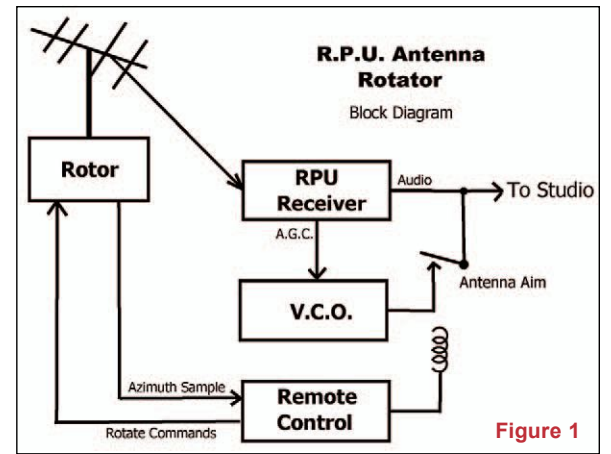 R.P.U. Antenna
Rotator
Block Diagram
Rotor
RPU
Receiver
Audio
To Studio
A.G.C.
Antenna Aim
V.C.O.
Azimuth Sample
Remote
Control
Rotate Commands
Figure 1